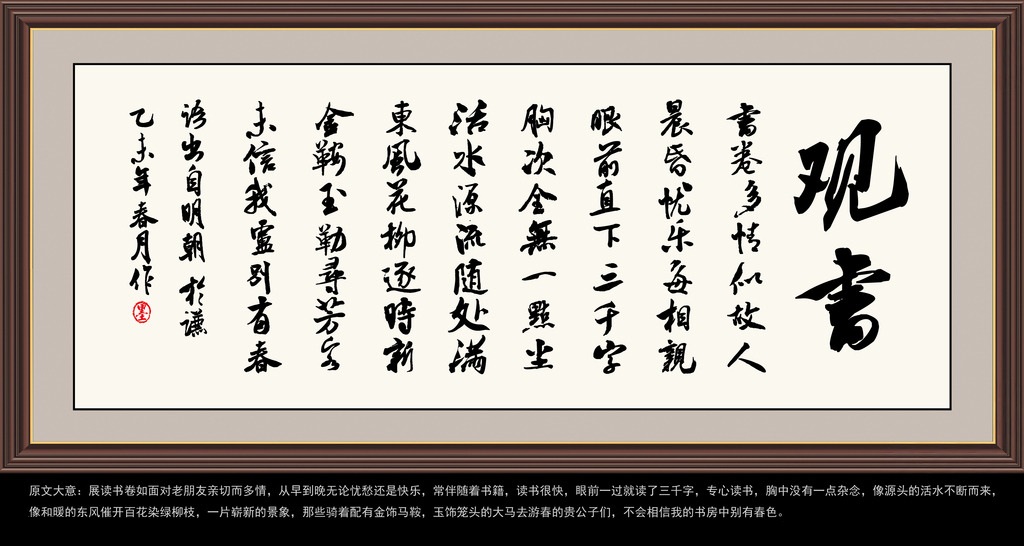 观书
書卷多情似故人
晨昏忧乐每相親
眼前直下三千字
胸次全無一點尘
活水源流随处满
東風花柳逐時新
金鞍玉勒尋芳客
未信我廬别有春
语出自明朝於谦
乙未年春月作
原文大意：展读书卷如面对老朋友亲切而多情，从早到晚无论忧愁还是快乐，常伴随着书籍，读书很快，眼前一过就读了三千字，专心读书，胸中没有一点杂念，像源头的活水不断而来，
像和暖的东风催开百花染绿柳枝，一片崭新的景象，那些骑着配有金饰马鞍，玉饰笼头的大马去游春的贵公子们，不会相信我的书房中别有春色。